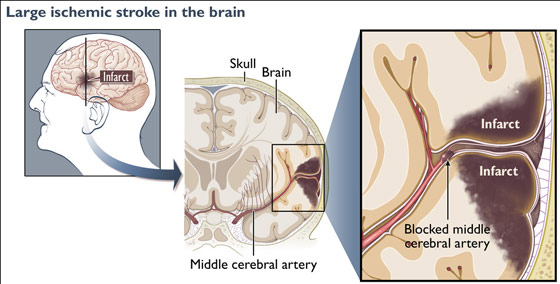 Large ischemic stroke in the brain
Infarct
Skull
Brain
Middle cerebral artery
Infarct
Infarct
Blocked middle
cerebral artery